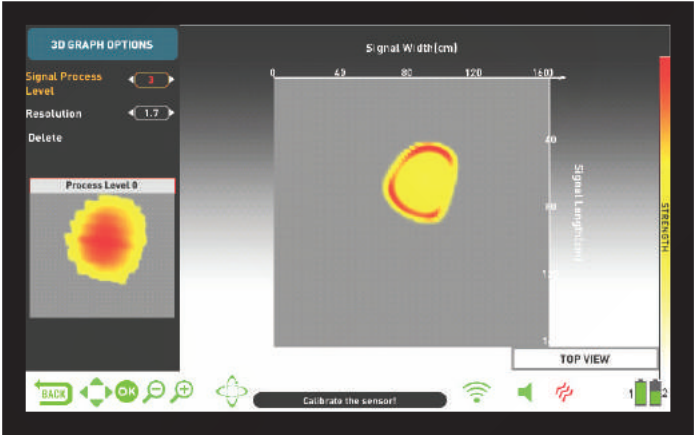 3D GRAPH OPTIONS
Signal Process
Level
3
Resolution
1.7
Delete
Process Level 0
Signal Width(cm)
0 40 80 120 160
40
80
Signal Length(cm)
STRENGTH
TOP VIEW
BACK
OK
Calibrate the sensor!
1
2